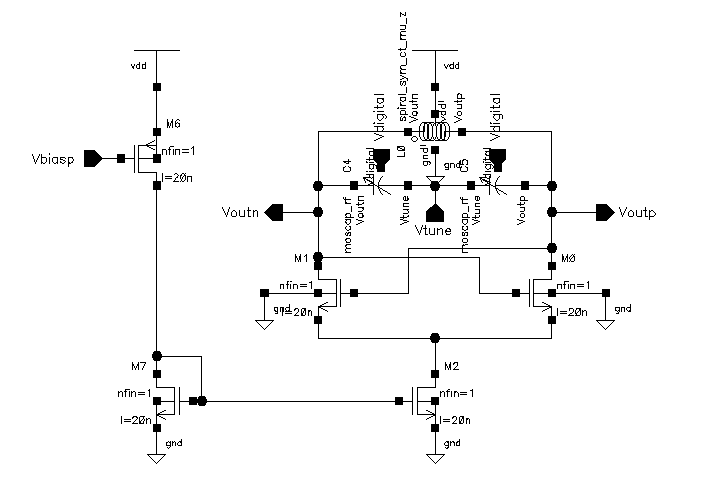 vdd
M6
Vbiasp
nfin=1
l=20n
spiral_sym_ct_mu_z
vdd
Voutn
vdd!
Voutp
Vdigital
Vdigital
L0
gnd!
gnd
C4
Vdigital
C5
Vdigital
moscap_rf
Voutn
Vtune
moscap_rf
Vtune
Voutp
Voutn
Vtune
Voutp
M1
nfin=1
gnd
l=20n
M0
nfin=1
l=20n
gnd
M7
nfin=1
l=20n
gnd
M2
nfin=1
l=20n
gnd